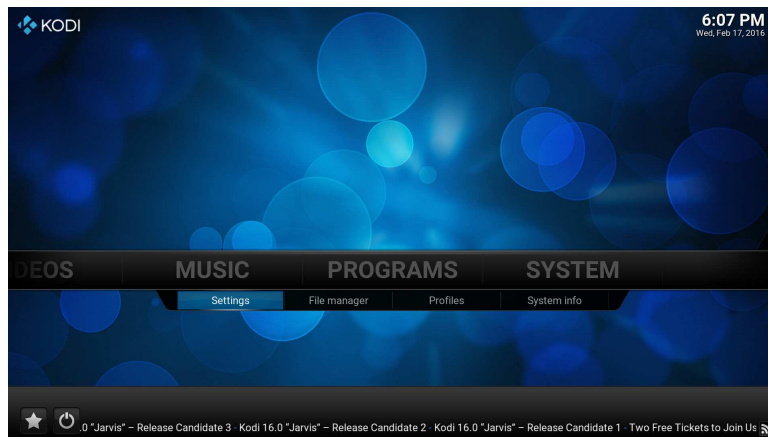 KODI
6:07 PM
Wed, Feb 17, 2016
DEOS MUSIC PROGRAMS SYSTEM
Settings File manager Profiles System info
.0 "Jarvis" – Release Candidate 3 - Kodi 16.0 "Jarvis" – Release Candidate 2 - Kodi 16.0 "Jarvis" – Release Candidate 1 - Two Free Tickets to Join Us